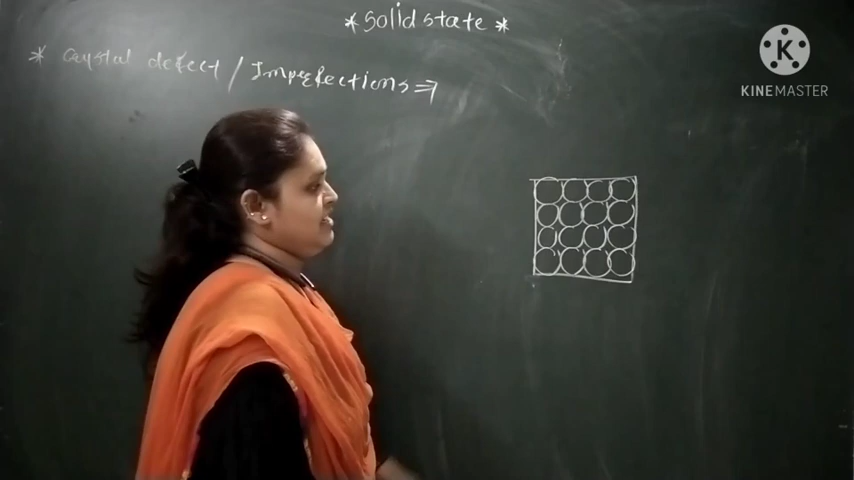 * Solid state *
* Crystal defect / Imperfections ⇒
K
KINEMASTER